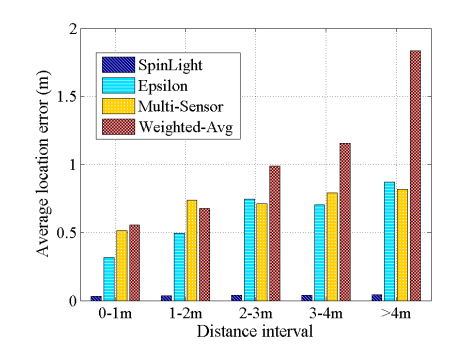 2
1.5
1
0.5
0
Average location error (m)
SpinLight
Epsilon
Multi-Sensor
Weighted-Avg
0-1m 1-2m 2-3m 3-4m >4m
Distance interval